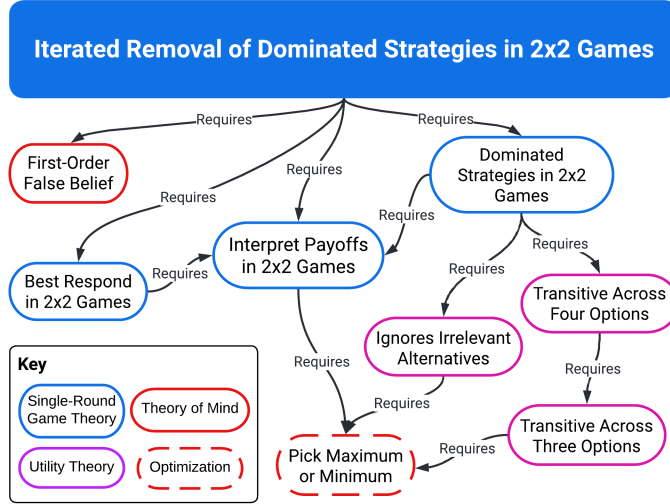 Iterated Removal of Dominated Strategies in 2x2 Games
Requires
Requires
First-Order
False Belief
Dominated
Strategies in 2x2
Games
Requires
Requires
Requires
Interpret Payoffs
in 2x2 Games
Requires
Best Respond
in 2x2 Games
Requires
Requires
Transitive Across
Four Options
Ignores Irrelevant
Alternatives
Requires
Requires
Requires
Transitive Across
Three Options
Requires
Pick Maximum
or Minimum
Key
Single-Round
Game Theory
Theory of Mind
Utility Theory
Optimization